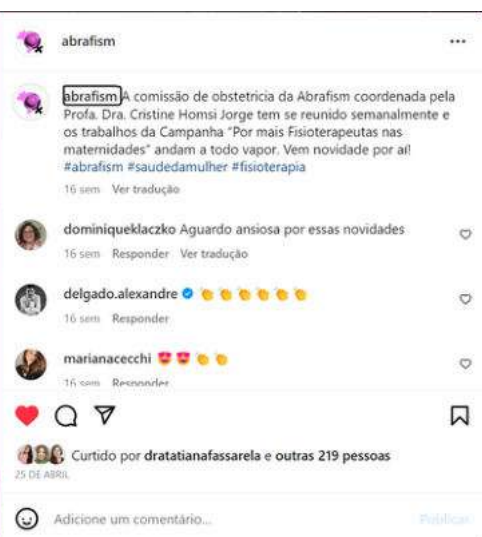 abrafism
abrafism A comissão de obstetricia da Abrafism coordenada pela
Profa. Dra. Cristine Homsi Jorge tem se reunido semanalmente e
os trabalhos da Campanha "Por mais Fisioterapeutas nas
maternidades" andam a todo vapor. Vem novidade por aí!
#abrafism #saudedamulher #fisioterapia
16 sem Ver tradução
dominiqueklaczko Aguardo ansiosa por essas novidades
16 sem Responder Ver tradução
delgado.alexandre 👏👏👏👏👏👏
16 sem Responder
marianacecchi 😍😍👏👏
16 sem Responder
Curtido por dratatianafassarela e outras 219 pessoas
25 DE ABRIL
Adicione um comentário... Publicar